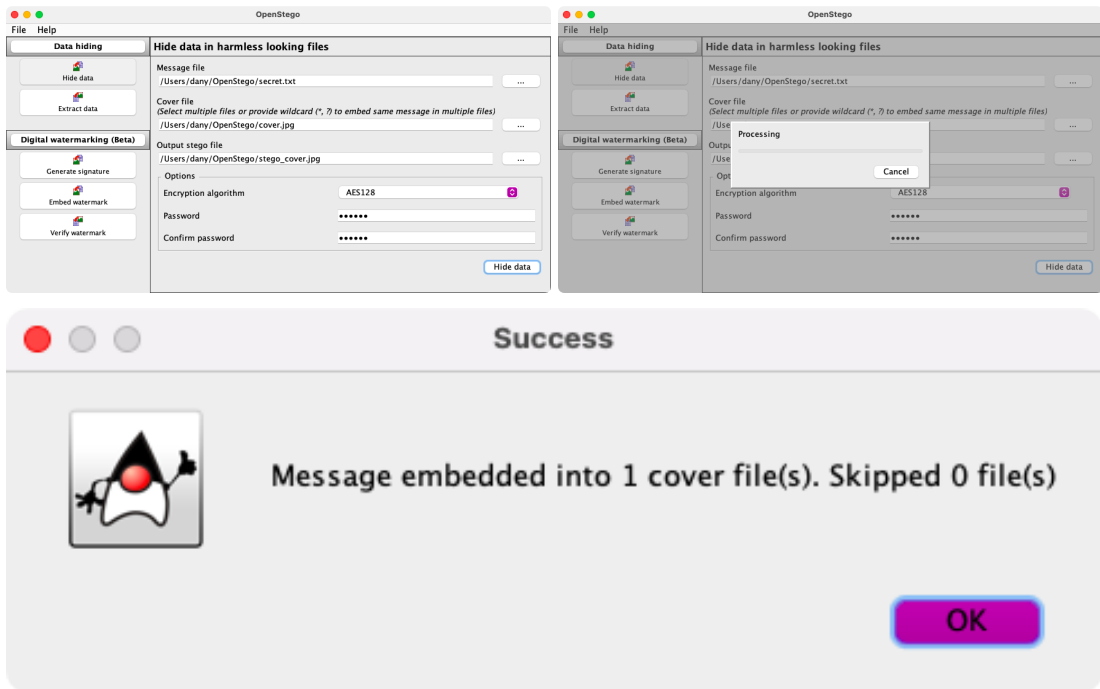 OpenStego
File Help
Data hiding
Hide data
Extract data
Digital watermarking (Beta)
Generate signature
Embed watermark
Verify watermark
Hide data in harmless looking files
Message file
/Users/dany/OpenStego/secret.txt
...
Cover file
(Select multiple files or provide wildcard (*, ?) to embed same message in multiple files)
/Users/dany/OpenStego/cover.jpg
...
Output stego file
/Users/dany/OpenStego/stego_cover.jpg
...
Options
Encryption algorithm AES128
Password ••••••
Confirm password ••••••
Hide data
OpenStego
File Help
Data hiding
Hide data
Extract data
Digital watermarking (Beta)
Generate signature
Embed watermark
Verify watermark
Hide data in harmless looking files
Message file
/Users/dany/OpenStego/secret.txt
...
Cover file
(Select multiple files or provide wildcard (*, ?) to embed same message in multiple files)
/Use
...
Outpu
/Use
...
Opt
Processing
Cancel
Encryption algorithm AES128
Password ••••••
Confirm password ••••••
Hide data
Success
Message embedded into 1 cover file(s). Skipped 0 file(s)
OK